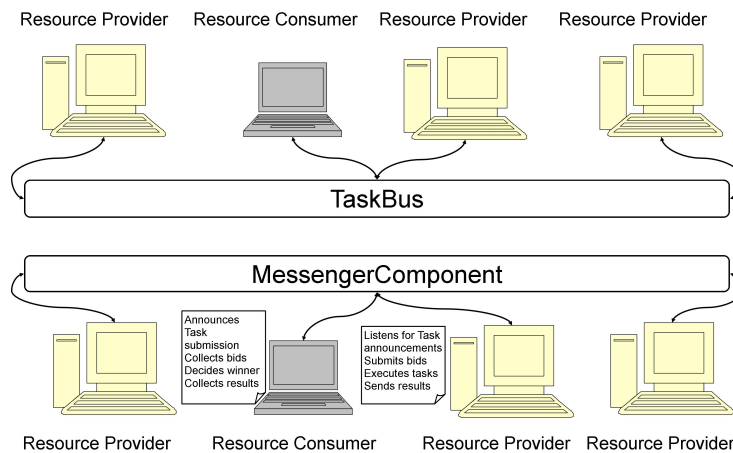 Resource Provider
Resource Consumer
Resource Provider
Resource Provider
TaskBus
MessengerComponent
Announces
Task
submission
Collects bids
Decides winner
Collects results
Listens for Task
announcements
Submits bids
Executes tasks
Sends results
Resource Provider
Resource Consumer
Resource Provider
Resource Provider